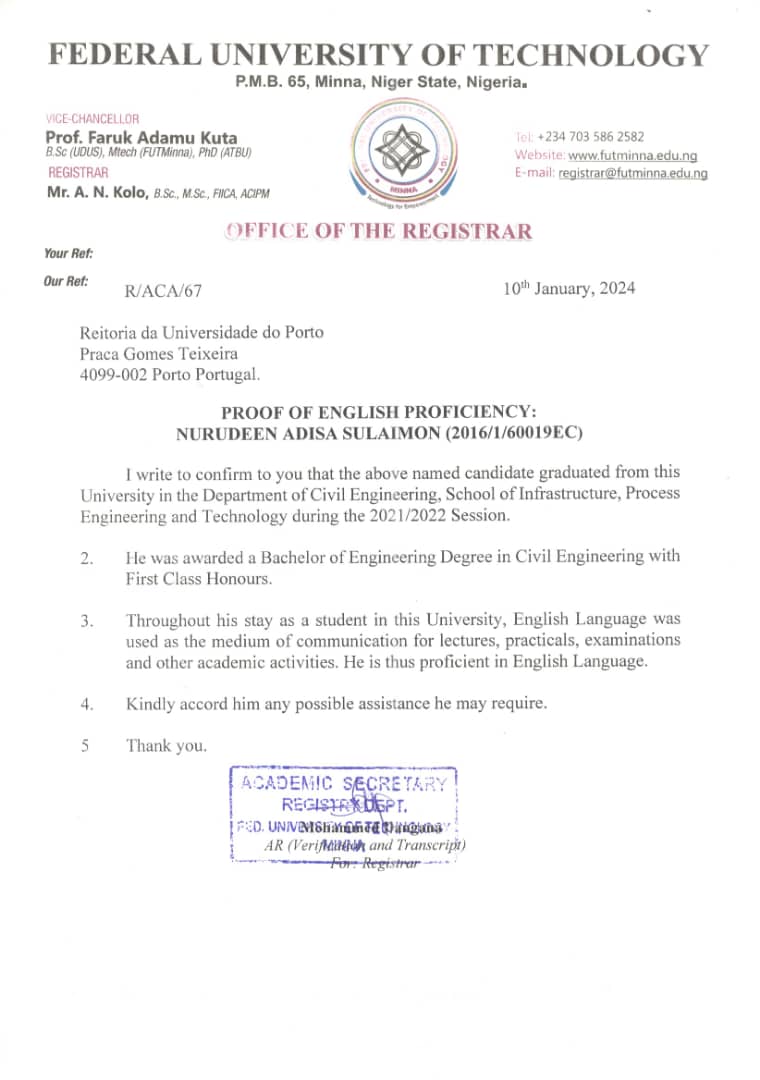 FEDERAL UNIVERSITY OF TECHNOLOGY
P.M.B. 65, Minna, Niger State, Nigeria.
VICE-CHANCELLOR
Prof. Faruk Adamu Kuta
B.Sc (UDUS), Mtech (FUTMinna), PhD (ATBU)
REGISTRAR
Mr. A. N. Kolo, B.Sc., M.Sc., FIICA, ACIPM
MINNA
Technology for Empowerment
Tel: +234 703 586 2582
Website: www.futminna.edu.ng
E-mail: registrar@futminna.edu.ng
OFFICE OF THE REGISTRAR
Your Ref:
Our Ref: R/ACA/67
10th January, 2024
Reitoria da Universidade do Porto
Praca Gomes Teixeira
4099-002 Porto Portugal.
PROOF OF ENGLISH PROFICIENCY:
NURUDEEN ADISA SULAIMON (2016/1/60019EC)
I write to confirm to you that the above named candidate graduated from this
University in the Department of Civil Engineering, School of Infrastructure, Process
Engineering and Technology during the 2021/2022 Session.
2. He was awarded a Bachelor of Engineering Degree in Civil Engineering with
First Class Honours.
3. Throughout his stay as a student in this University, English Language was
used as the medium of communication for lectures, practicals, examinations
and other academic activities. He is thus proficient in English Language.
4. Kindly accord him any possible assistance he may require.
5 Thank you.
ACADEMIC SECRETARY
REGISTRY DEPT.
FED. UNIVERSITY OF TECHNOLOGY
MINNA
Mohammed Dangana
AR (Verification and Transcript)
For: Registrar